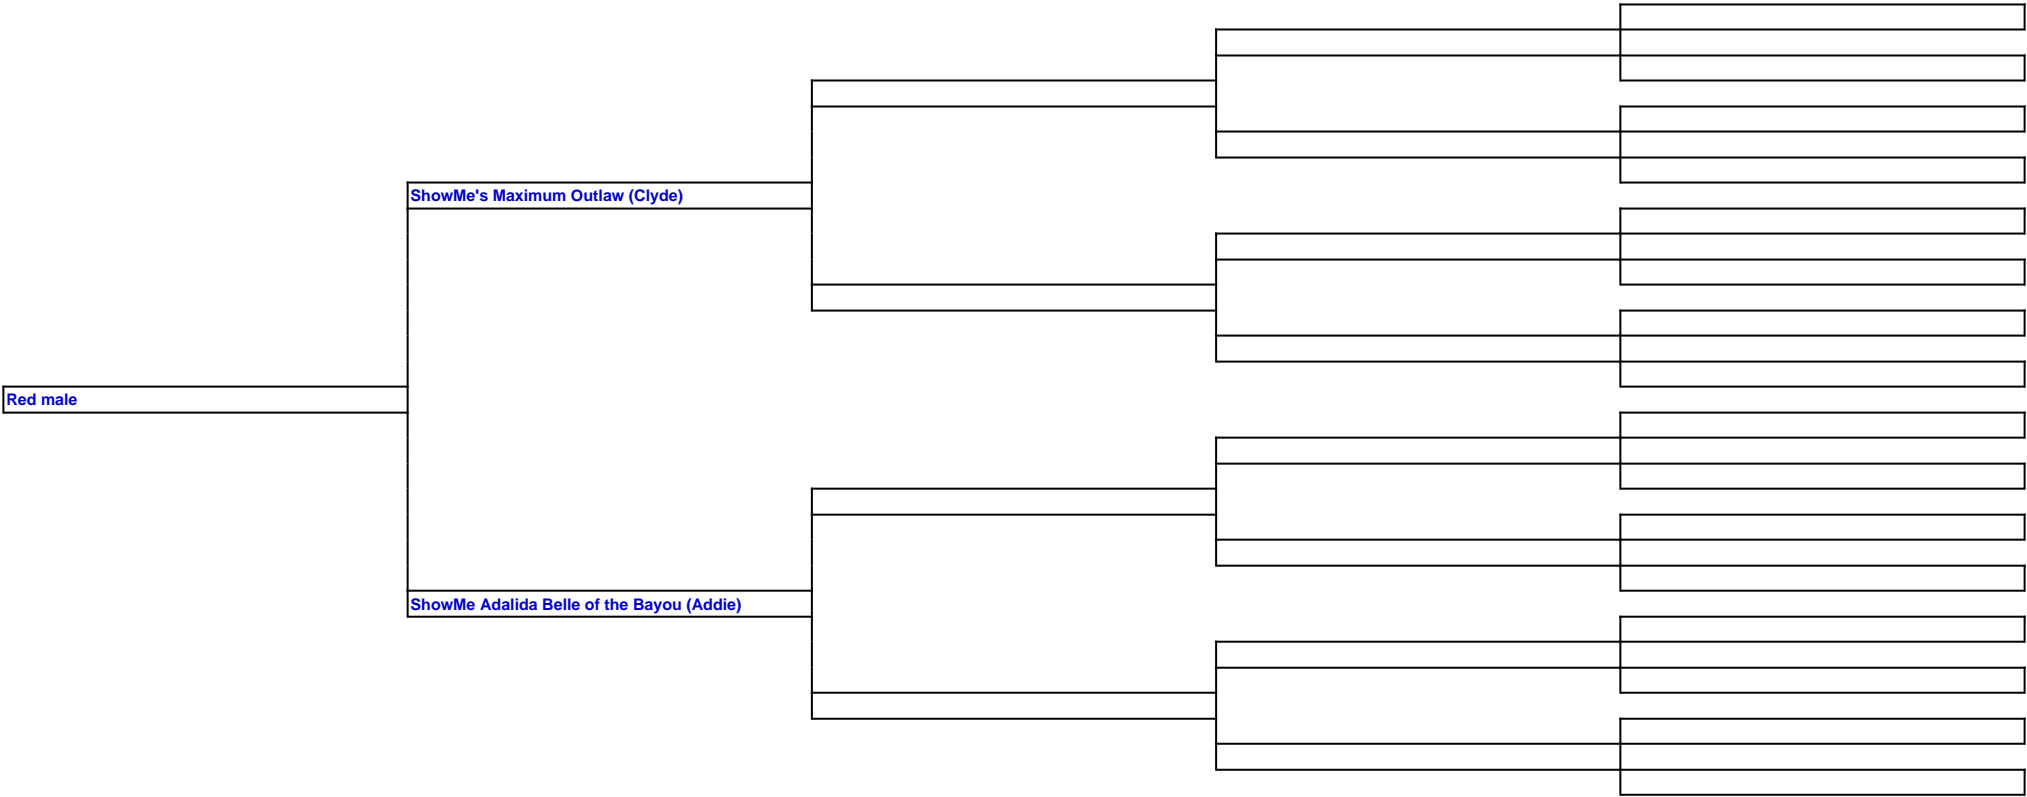 ShowMe's Maximum Outlaw (Clyde)
Red male
ShowMe Adalida Belle of the Bayou (Addie)